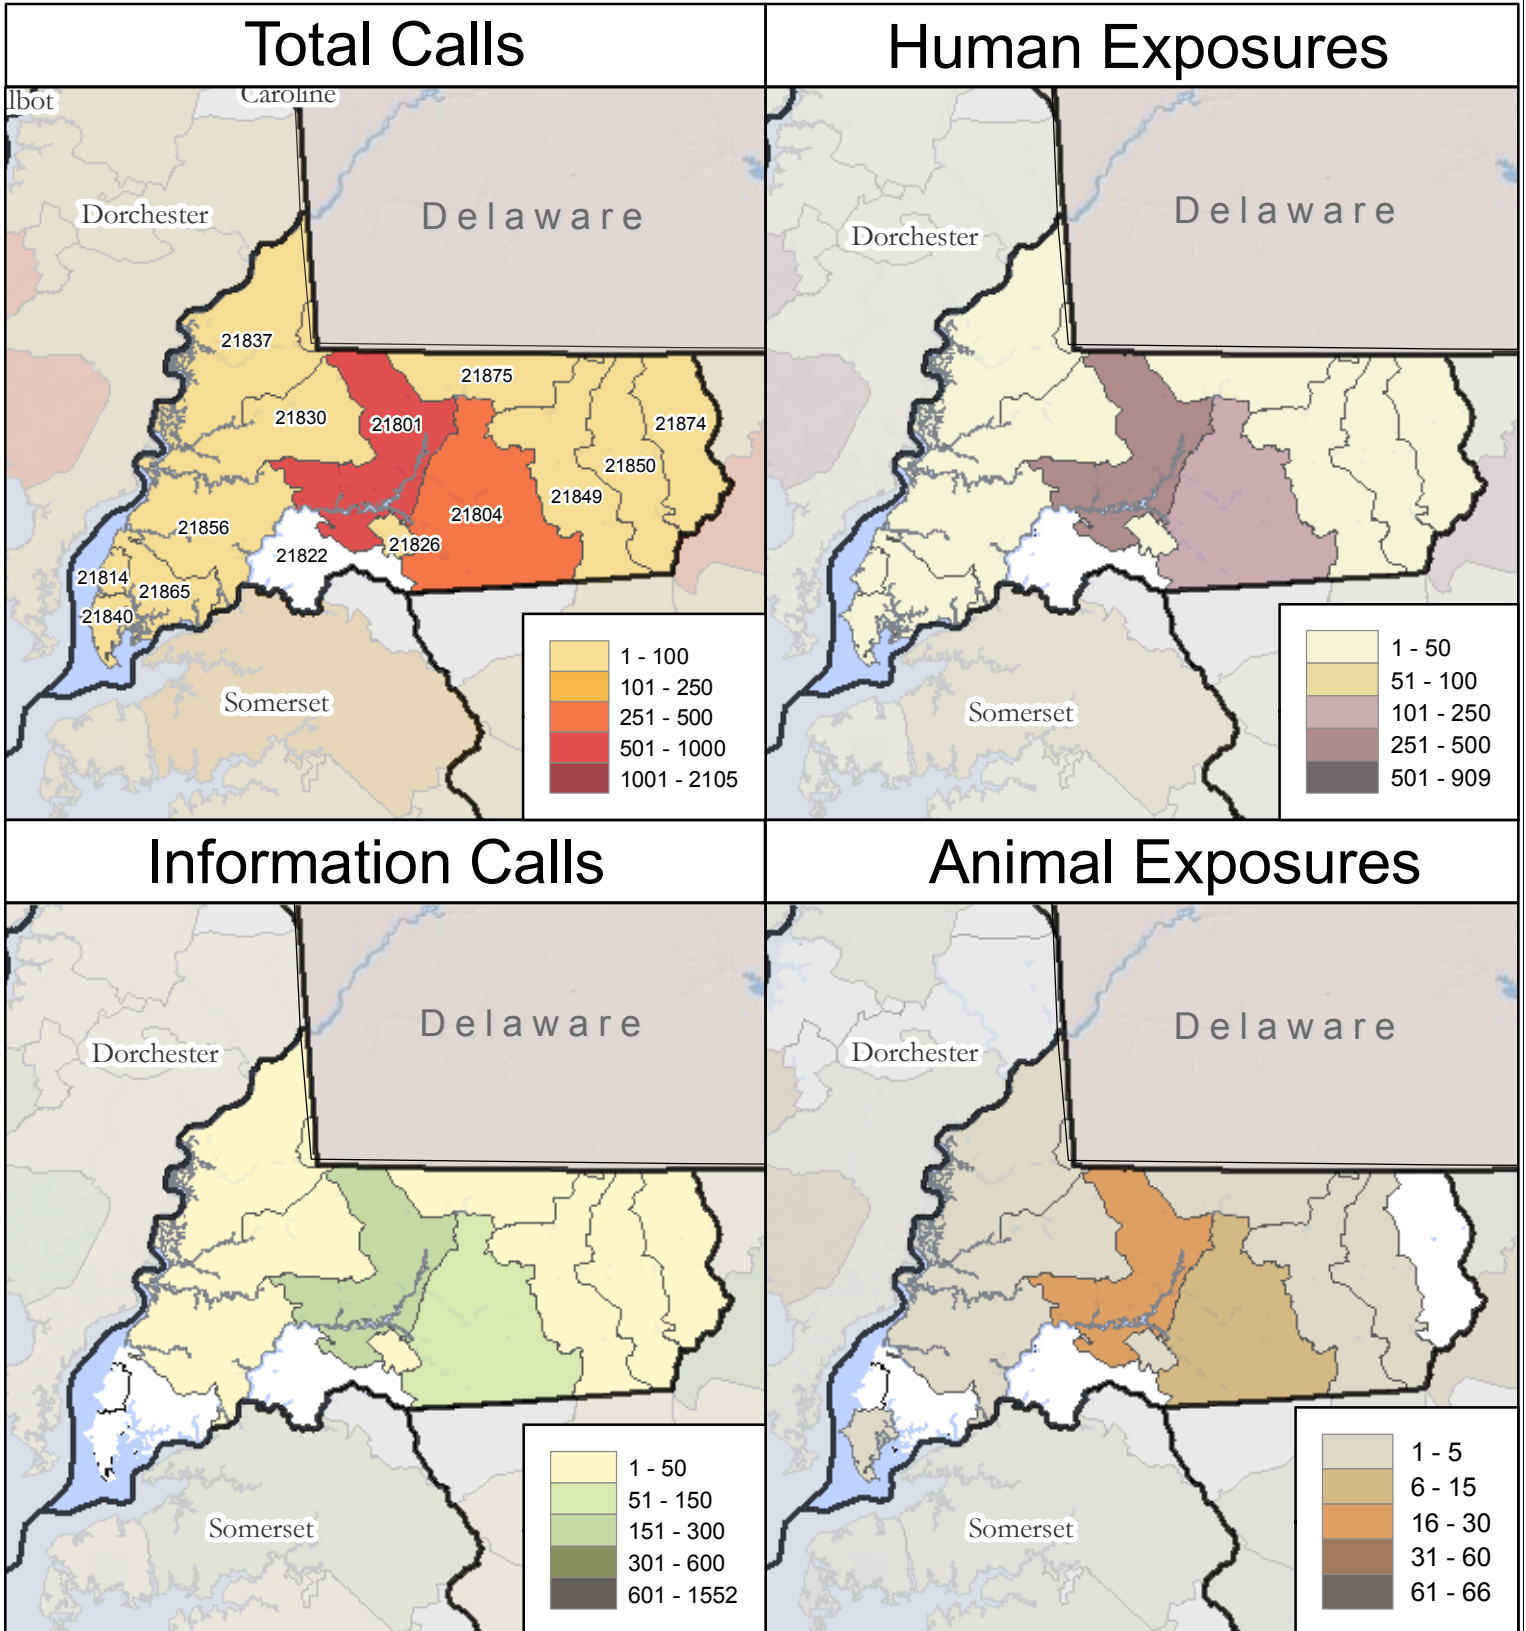 Total Calls
lbot
Caroline
Dorchester
Delaware
21837
21875
21830
21801
21874
21850
21849
21804
21856
21826
21822
21814
21865
21840
Somerset
1 - 100
101 - 250
251 - 500
501 - 1000
1001 - 2105
Human Exposures
Delaware
Dorchester
Somerset
1 - 50
51 - 100
101 - 250
251 - 500
501 - 909
Information Calls
Delaware
Dorchester
Somerset
1 - 50
51 - 150
151 - 300
301 - 600
601 - 1552
Animal Exposures
Delaware
Dorchester
Somerset
1 - 5
6 - 15
16 - 30
31 - 60
61 - 66